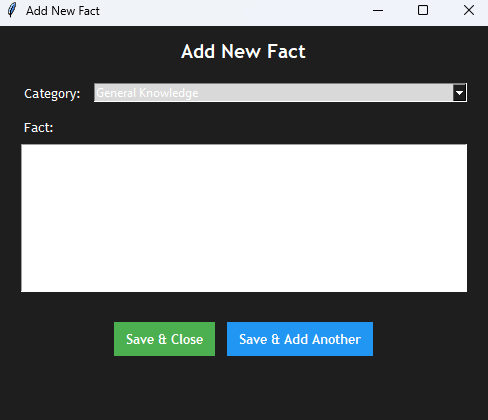 Add New Fact
Add New Fact
Category:
General Knowledge
Fact:
Save & Close
Save & Add Another